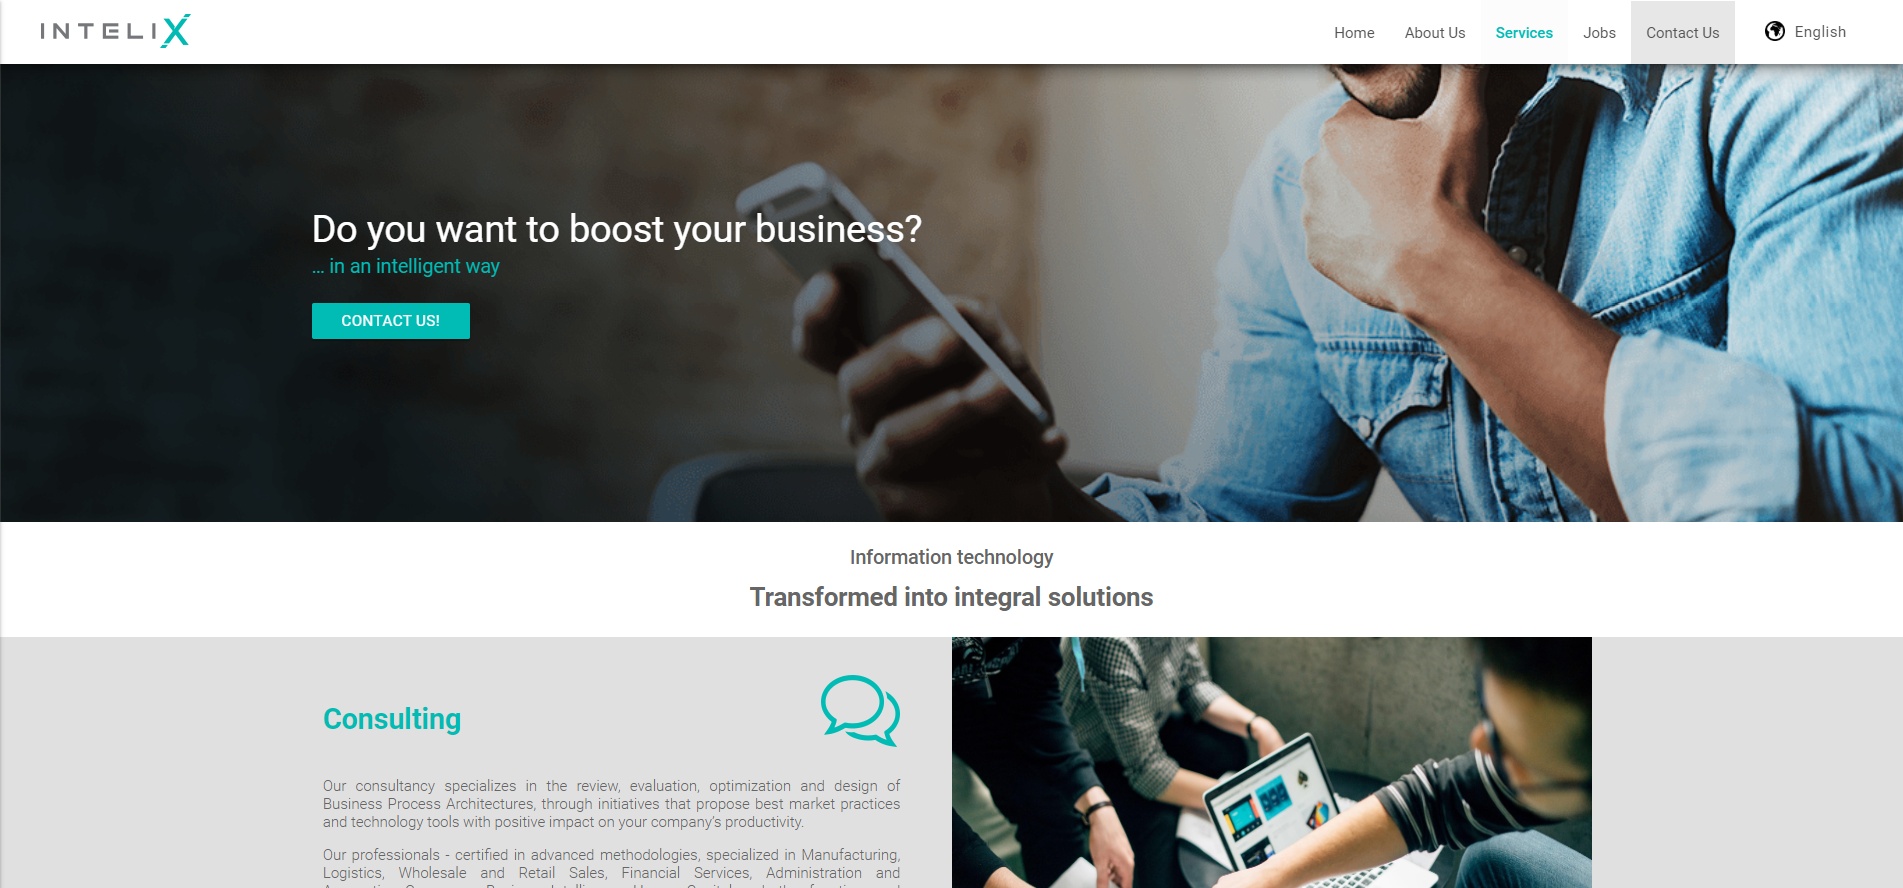 INTELIX
Home About Us Services Jobs Contact Us English
Do you want to boost your business?
... in an intelligent way
CONTACT US!
Information technology
Transformed into integral solutions
Consulting
Our consultancy specializes in the review, evaluation, optimization and design of
Business Process Architectures, through initiatives that propose best market practices
and technology tools with positive impact on your company's productivity.
Our professionals - certified in advanced methodologies, specialized in Manufacturing,
Logistics, Wholesale and Retail Sales, Financial Services, Administration and